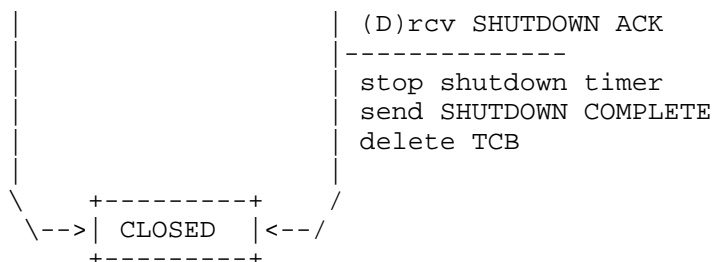 |                    | (D)rcv SHUTDOWN ACK
|                    |--------------
|                    | stop shutdown timer
|                    | send SHUTDOWN COMPLETE
|                    | delete TCB
|                    |
\    +---------+    /
\-->| CLOSED  |<--/
+---------+